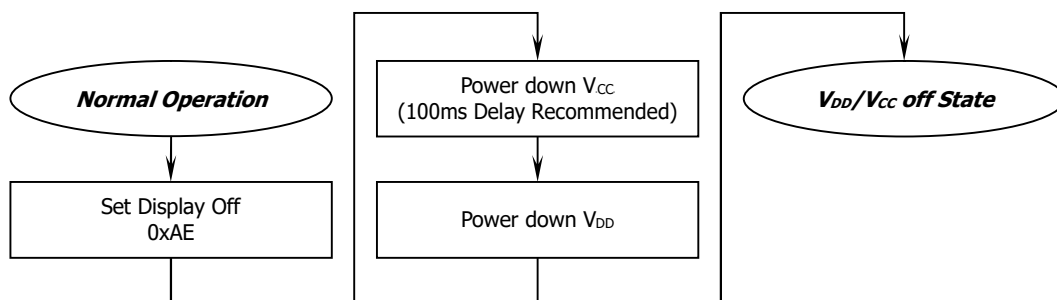 Normal Operation
Set Display Off
0xAE
Power down VCC
(100ms Delay Recommended)
Power down VDD
VDD/VCC off State